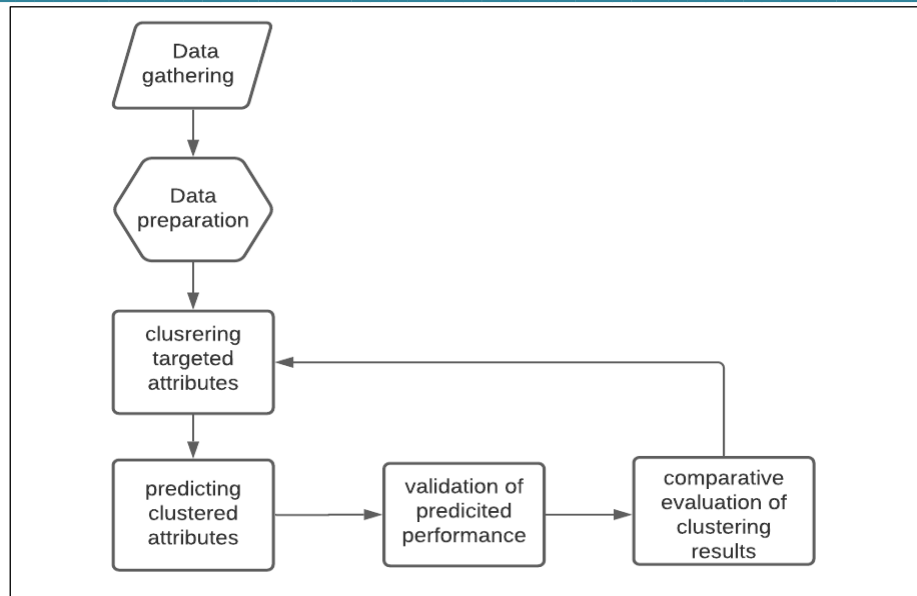 Data
gathering
Data
preparation
clusrering
targeted
attributes
predicting
clustered
attributes
validation of
predicited
performance
comparative
evaluation of
clustering
results